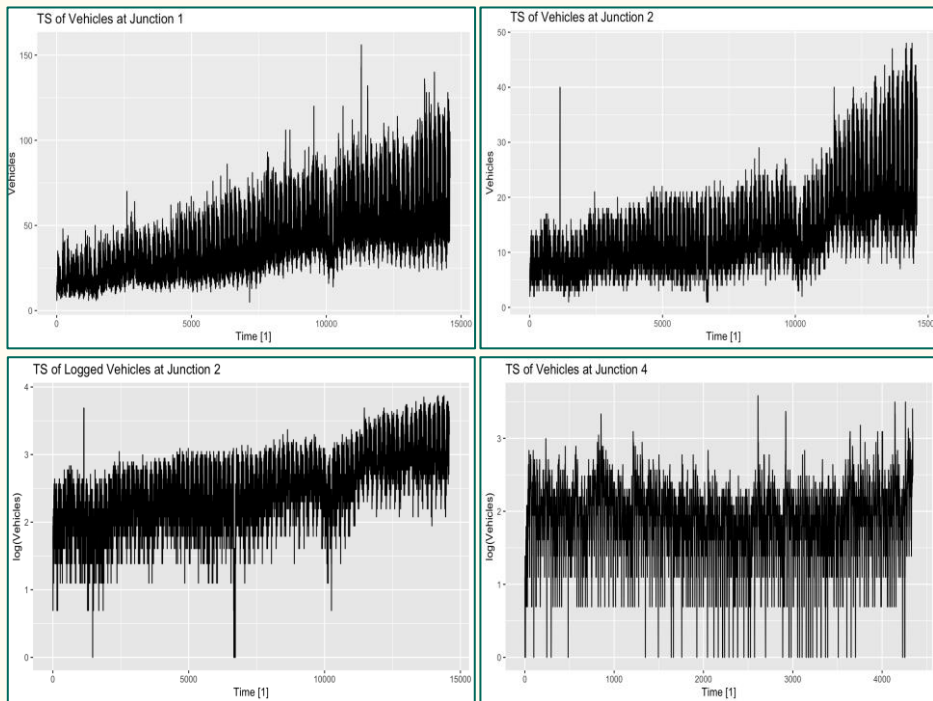 TS of Vehicles at Junction 1
150
100
50
0
Vehicles
0 5000 10000 15000
Time [1]
TS of Vehicles at Junction 2
50
40
30
20
10
0
Vehicles
0 5000 10000 15000
Time [1]
TS of Logged Vehicles at Junction 2
4
3
2
1
0
log(Vehicles)
0 5000 10000 15000
Time [1]
TS of Vehicles at Junction 4
3
2
1
0
log(Vehicles)
0 1000 2000 3000 4000
Time [1]